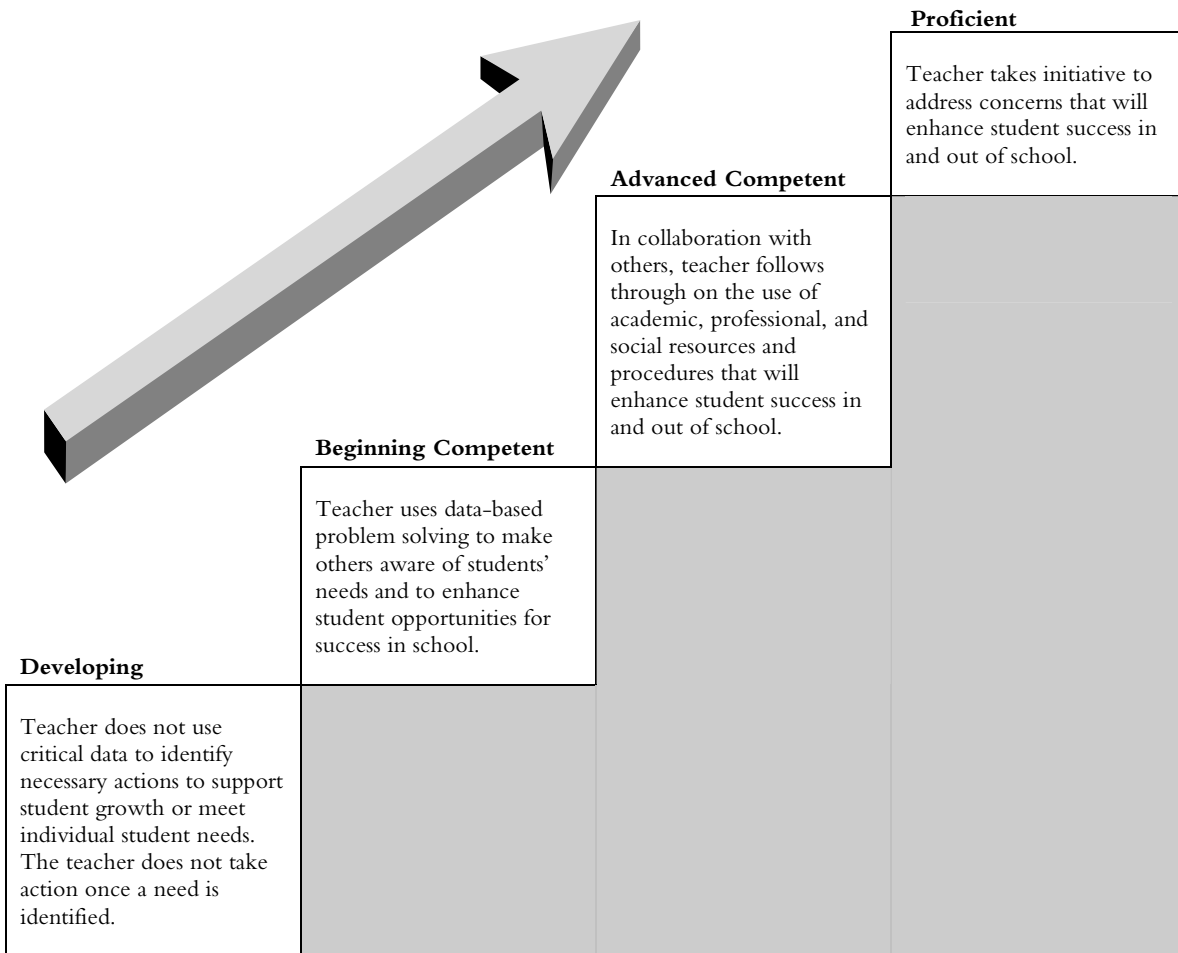 Proficient
Teacher takes initiative to
address concerns that will
enhance student success in
and out of school.
Advanced Competent
In collaboration with
others, teacher follows
through on the use of
academic, professional, and
social resources and
procedures that will
enhance student success in
and out of school.
Beginning Competent
Teacher uses data-based
problem solving to make
others aware of students’
needs and to enhance
student opportunities for
success in school.
Developing
Teacher does not use
critical data to identify
necessary actions to support
student growth or meet
individual student needs.
The teacher does not take
action once a need is
identified.